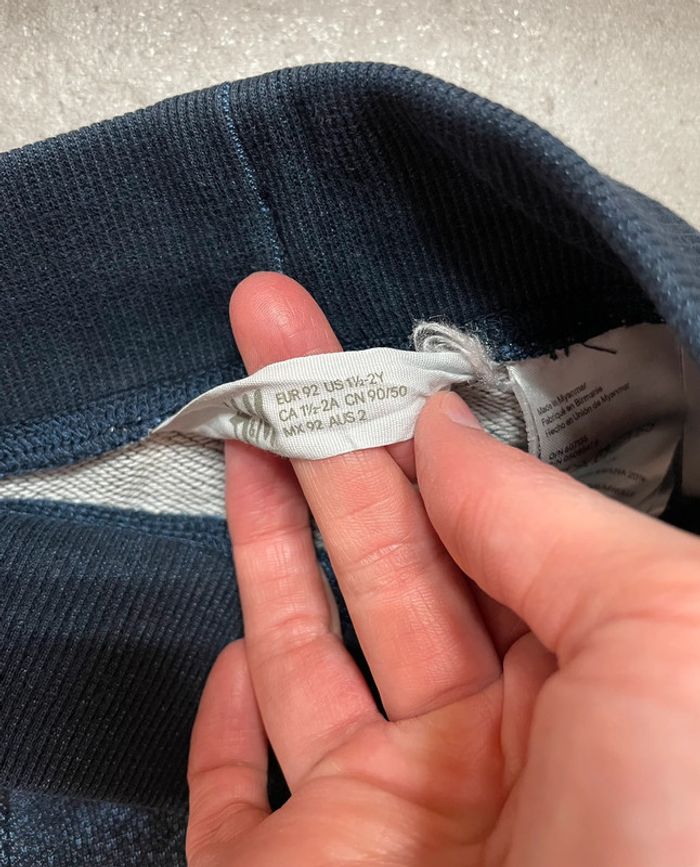 H&M
EUR 92 US 1½-2Y
CA 1½-2A CN 90/50
MX 92 AUS 2
Made in Myanmar
Fabriqué en Birmanie
Hecho en Unión de Myanmar